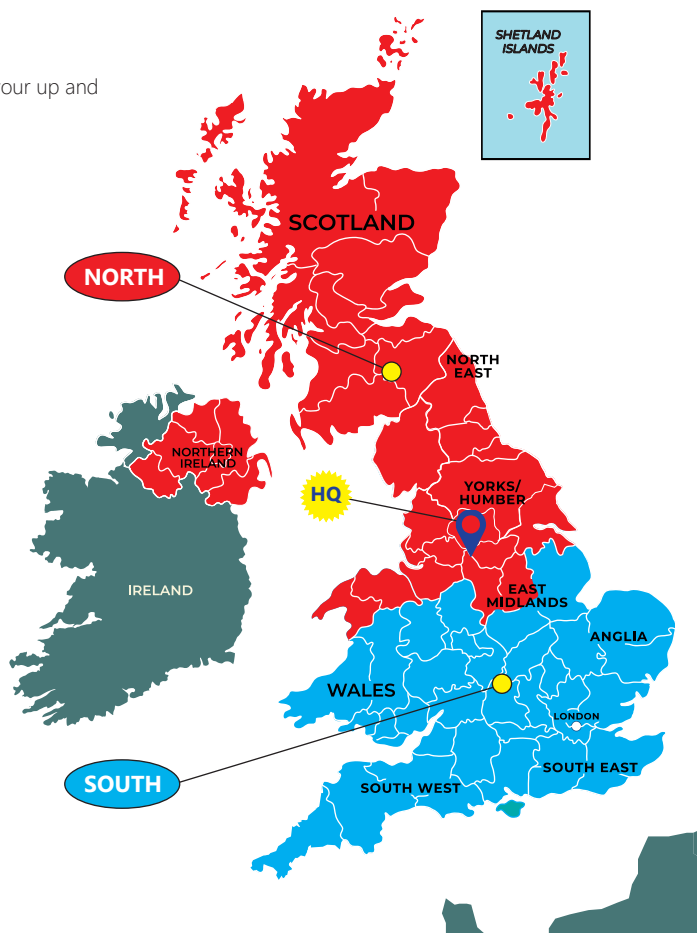 SHETLAND
ISLANDS
our up and
SCOTLAND
NORTH
NORTH
EAST
NORTHERN
IRELAND
YORKS/
HUMBER
HQ
IRELAND
EAST
MIDLANDS
ANGLIA
WALES
LONDON
SOUTH EAST
SOUTH
SOUTH WEST